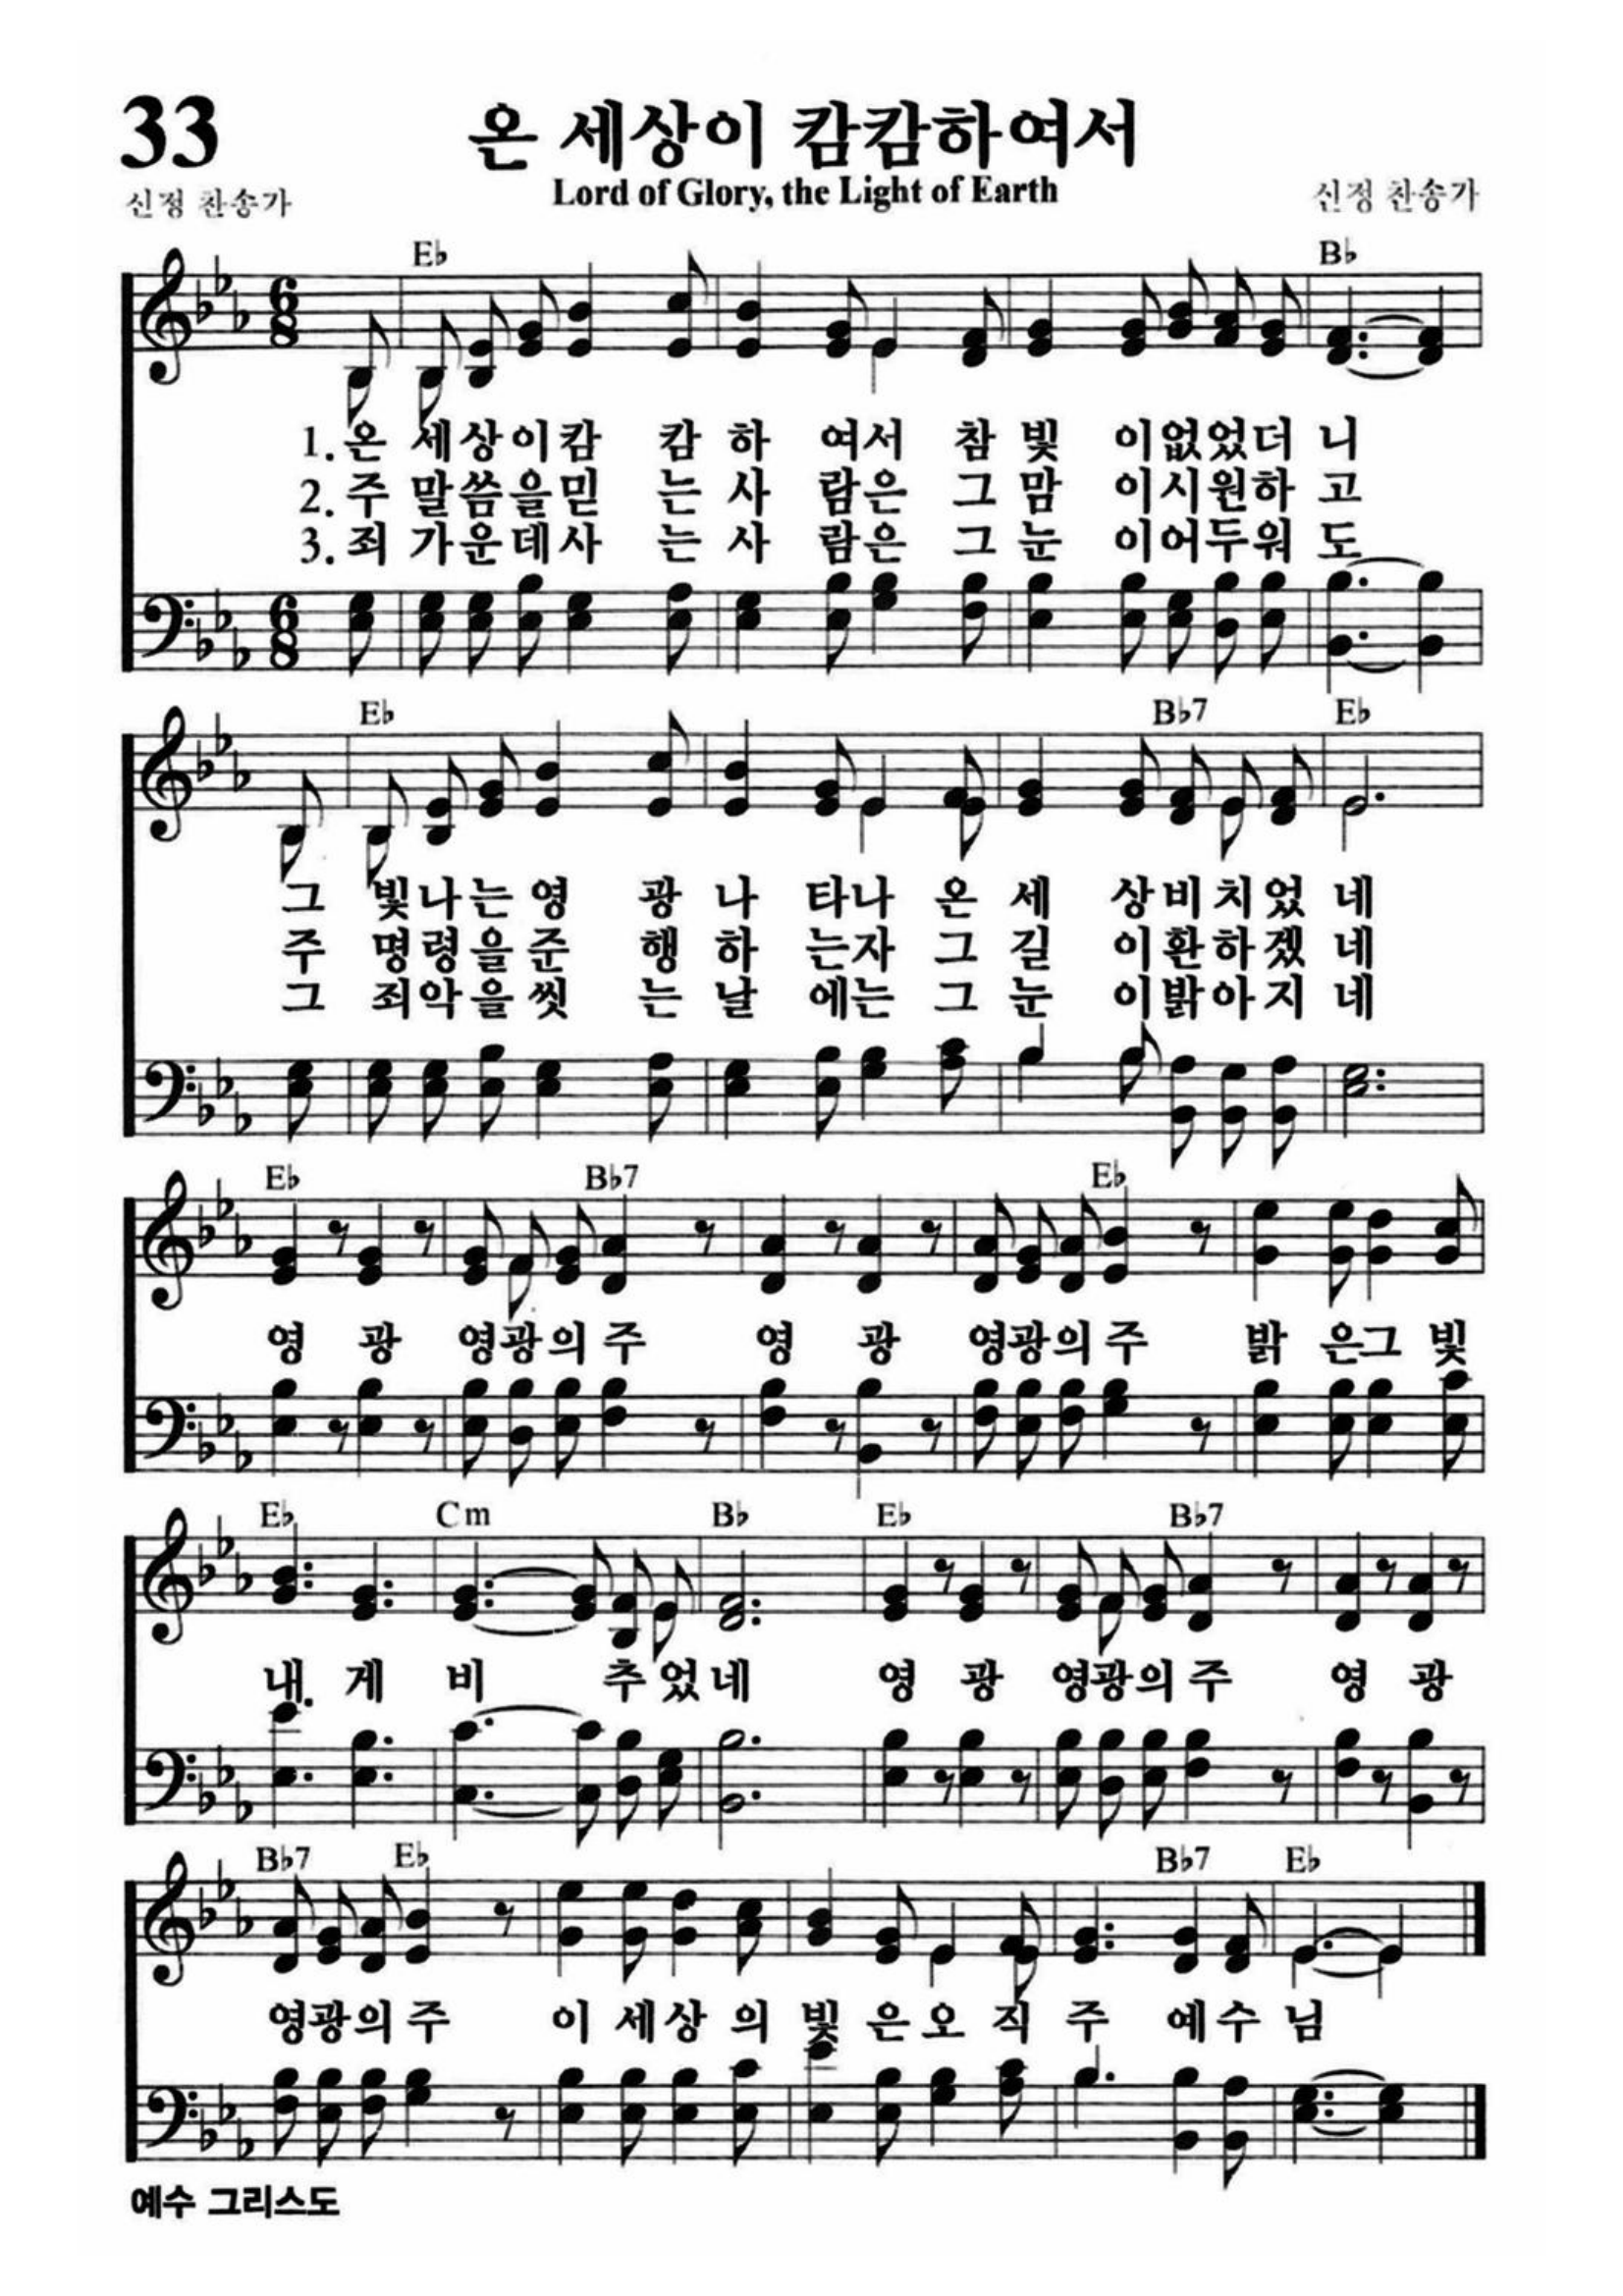 33
온 세상이 캄캄하여서
Lord of Glory, the Light of Earth
신정 찬송가
신정 찬송가
E♭ B♭
6 8
1. 온 세상이캄 캄 하 여서 참 빛 이없었더 니
2. 주 말씀을믿 는 사 람은 그 맘 이시원하 고
3. 죄 가운데사 는 사 람은 그 눈 이어두워 도
6 8
E♭ B♭7 E♭
그 빛나는영 광 나 타나 온 세 상비치었 네
주 명령을준 행 하 는자 그 길 이환하겠 네
그 죄악을씻 는 날 에는 그 눈 이밝아지 네
E♭ B♭7 E♭
영 광 영광의주 영 광 영광의주 밝 은그 빛
E♭ Cm B♭ E♭ B♭7
내 게 비 추었네 영 광 영광의주 영 광
B♭7 E♭ B♭7 E♭
영광의주 이 세상 의 빛 은오 직 주 예수 님
예수 그리스도